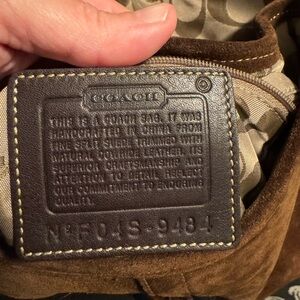 COACH
THIS IS A COACH BAG. IT WAS
HANDCRAFTED IN CHINA FROM
FINE SPLIT SUEDE TRIMMED WITH
NATURAL COWHIDE LEATHER. ITS
SUPERIOR CRAFTSMANSHIP AND
ATTENTION TO DETAIL REFLECT
OUR COMMITMENT TO ENDURING
QUALITY.
Nº F04S-9484